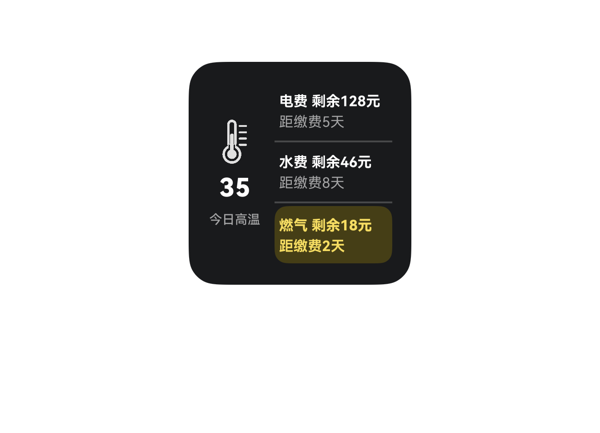 35
今日高温
电费 剩余128元
距缴费5天
水费 剩余46元
距缴费8天
燃气 剩余18元
距缴费2天